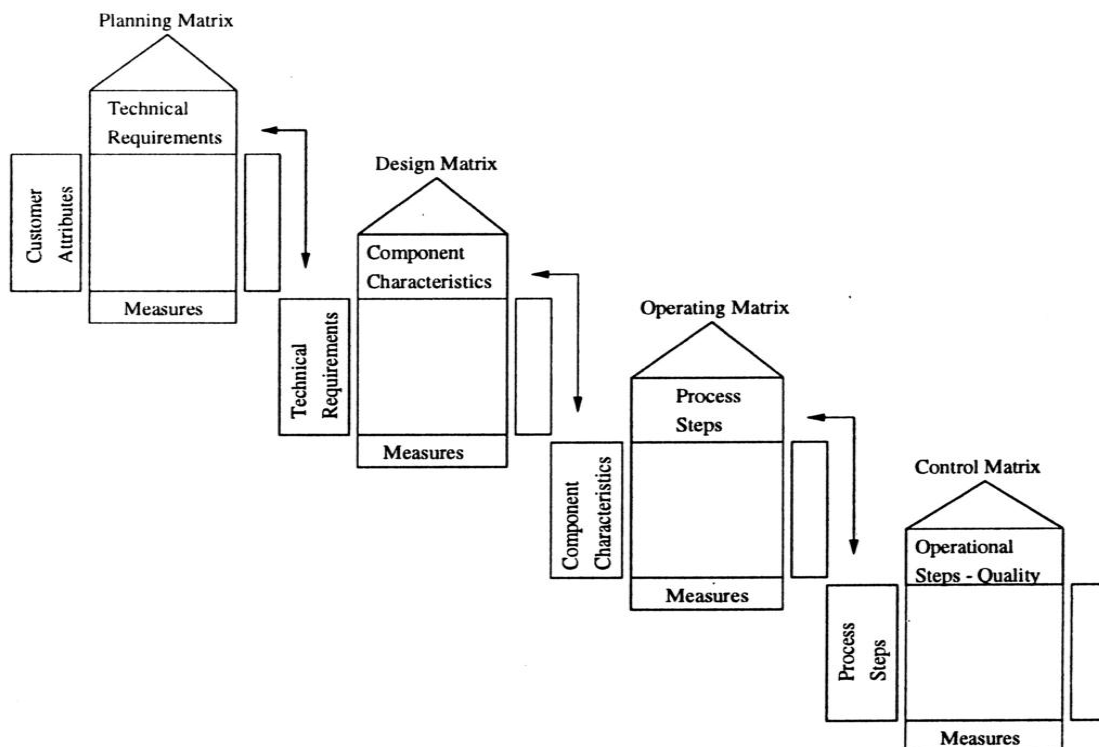 Planning Matrix
Technical
Requirements
Customer
Attributes
Measures
Design Matrix
Component
Characteristics
Technical
Requirements
Measures
Operating Matrix
Process
Steps
Component
Characteristics
Measures
Control Matrix
Operational
Steps - Quality
Process
Steps
Measures